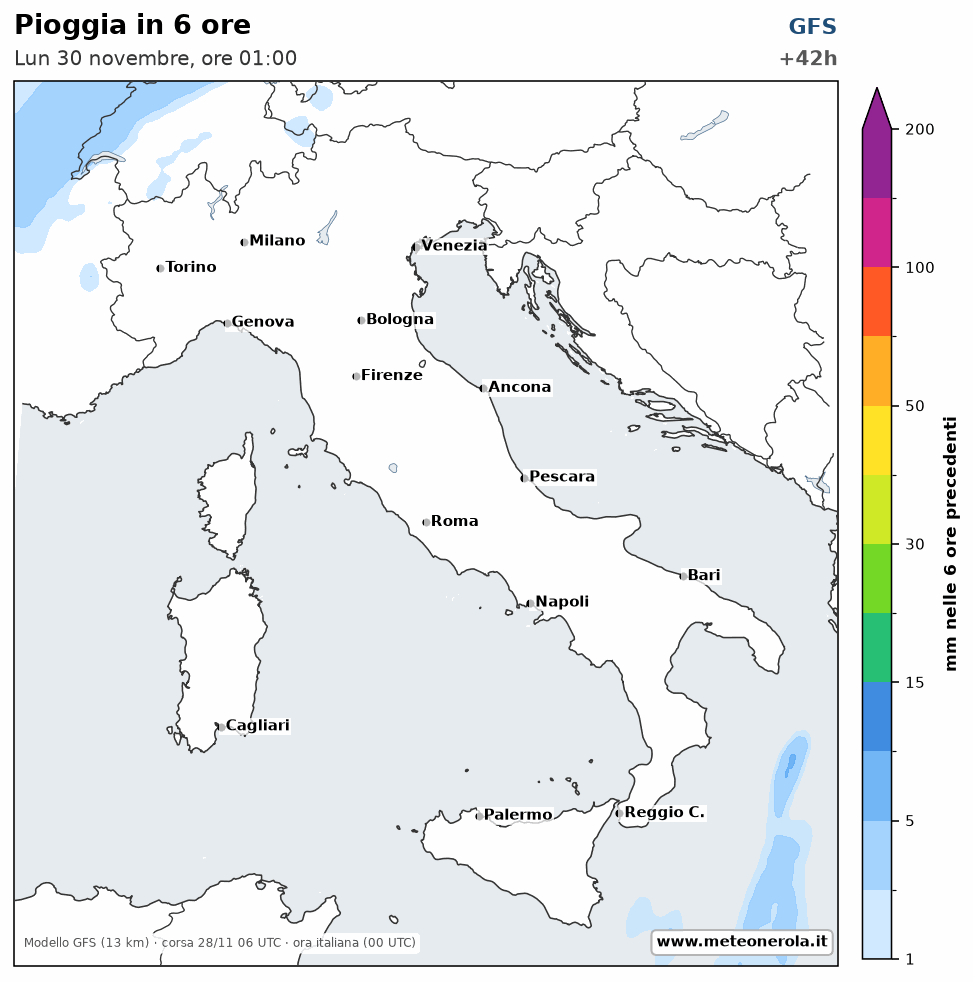 Pioggia in 6 ore
GFS
Lun 30 novembre, ore 01:00
+42h
Milano
Venezia
Torino
Genova
Bologna
Firenze
Ancona
Pescara
Roma
Bari
Napoli
Cagliari
Palermo
Reggio C.
200
100
50
30
15
5
1
mm nelle 6 ore precedenti
Modello GFS (13 km) · corsa 28/11 06 UTC · ora italiana (00 UTC)
www.meteonerola.it